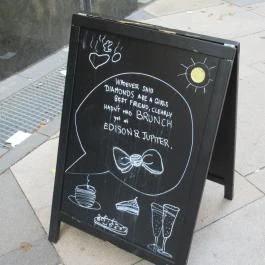 WHOEVER SAID
DIAMONDS ARE A GIRLS
BEST FRIEND, CLEARLY
HADN'T HAD BRUNCH
yet at
EDISON & JUPITER.